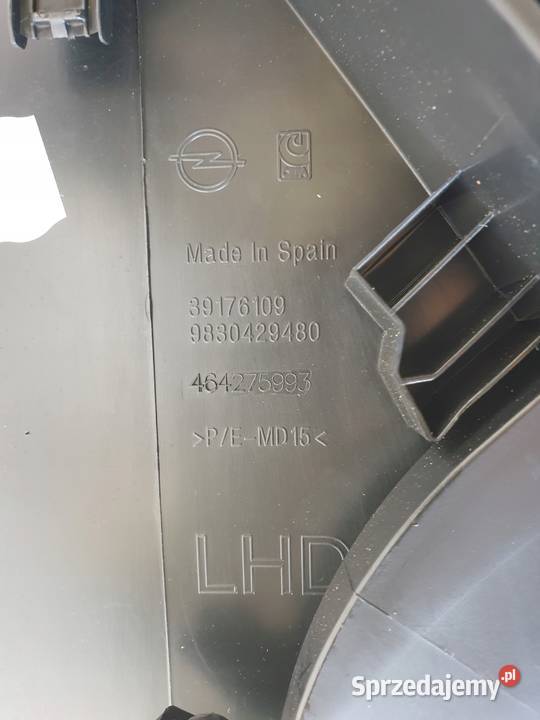 Made In Spain
39176109
9830429480
464275993
>P/E-MD15<
LHD
Sprzedajemy.pl